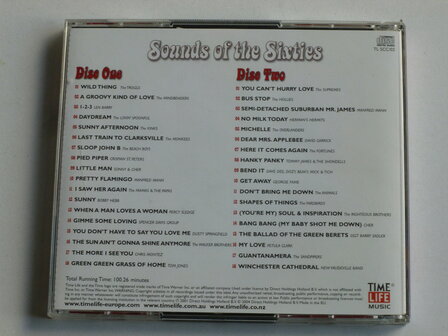 Sounds of the Sixties
Disc One
WILD THING The TROGGS
A GROOVY KIND OF LOVE The MINDBENDERS
1-2-3 LEN BARRY
DAYDREAM The LOVIN' SPOONFUL
SUNNY AFTERNOON The KINKS
LAST TRAIN TO CLARKSVILLE The MONKEES
SLOOP JOHN B The BEACH BOYS
PIED PIPER CRISPIAN ST PETERS
LITTLE MAN SONNY & CHER
PRETTY FLAMINGO MANFRED MANN
I SAW HER AGAIN The MAMAS & The PAPAS
SUNNY BOBBY HEBB
WHEN A MAN LOVES A WOMAN PERCY SLEDGE
GIMME SOME LOVING SPENCER DAVIS GROUP
YOU DON'T HAVE TO SAY YOU LOVE ME DUSTY SPRINGFIELD
THE SUN AIN'T GONNA SHINE ANYMORE The WALKER BROTHERS
THE MORE I SEE YOU CHRIS MONTEZ
GREEN GREEN GRASS OF HOME TOM JONES
Disc Two
YOU CAN'T HURRY LOVE The SUPREMES
BUS STOP The HOLLIES
SEMI-DETACHED SUBURBAN MR. JAMES MANFRED MANN
NO MILK TODAY HERMAN'S HERMITS
MICHELLE The OVERLANDERS
DEAR MRS. APPLEBEE DAVID GARRICK
HERE IT COMES AGAIN The FORTUNES
HANKY PANKY TOMMY JAMES & THE SHONDELLS
BEND IT DAVE DEE, DOZY, BEAKY, MICK & TICH
GET AWAY GEORGIE FAME
DON'T BRING ME DOWN The ANIMALS
SHAPES OF THINGS The YARDBIRDS
(YOU'RE MY) SOUL & INSPIRATION The RIGHTEOUS BROTHERS
BANG BANG (MY BABY SHOT ME DOWN) CHER
THE BALLAD OF THE GREEN BERETS SSGT BARRY SADLER
MY LOVE PETULA CLARK
GUANTANAMERA The SANDPIPERS
WINCHESTER CATHEDRAL NEW VAUDEVILLE BAND
Total Running Time: 100.26 minutes
www.timelife-europe.com www.timelife.com.au www.timelife.co.nz
TIME
LIFE
MUSIC